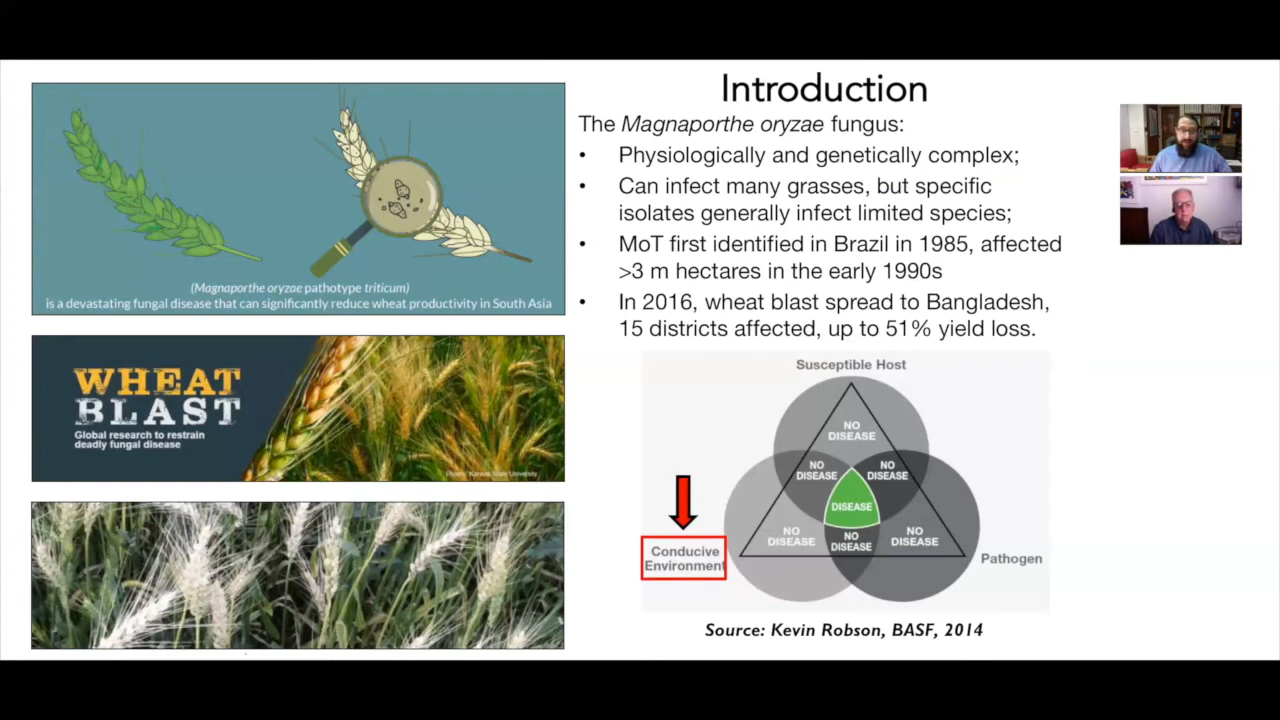 Introduction
The Magnaporthe oryzae fungus:
• Physiologically and genetically complex;
• Can infect many grasses, but specific
isolates generally infect limited species;
• MoT first identified in Brazil in 1985, affected
>3 m hectares in the early 1990s
• In 2016, wheat blast spread to Bangladesh,
15 districts affected, up to 51% yield loss.
(Magnaporthe oryzae pathotype triticum)
is a devastating fungal disease that can significantly reduce wheat productivity in South Asia
WHEAT
BLAST
Global research to restrain
deadly fungal disease
Kansas State University
Susceptible Host
NO
DISEASE
NO
DISEASE
NO
DISEASE
DISEASE
NO
DISEASE
NO
DISEASE
NO
DISEASE
Conducive
Environment
Pathogen
Source: Kevin Robson, BASF, 2014